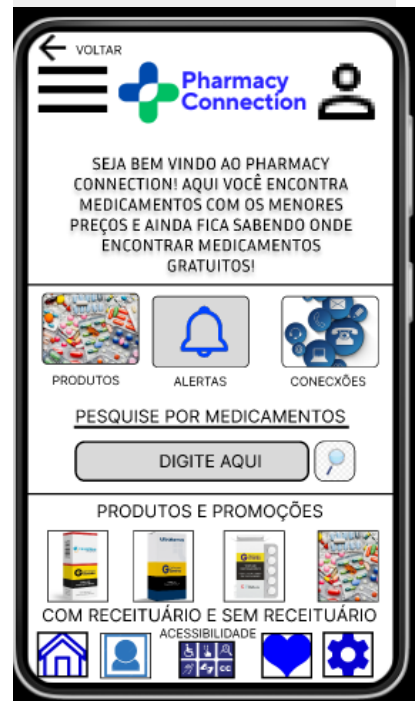 VOLTAR
Pharmacy
Connection
SEJA BEM VINDO AO PHARMACY
CONNECTION! AQUI VOCÊ ENCONTRA
MEDICAMENTOS COM OS MENORES
PREÇOS E AINDA FICA SABENDO ONDE
ENCONTRAR MEDICAMENTOS
GRATUITOS!
PRODUTOS
ALERTAS
CONECXÕES
PESQUISE POR MEDICAMENTOS
DIGITE AQUI
PRODUTOS E PROMOÇÕES
COM RECEITUÁRIO E SEM RECEITUÁRIO
ACESSIBILIDADE
CC